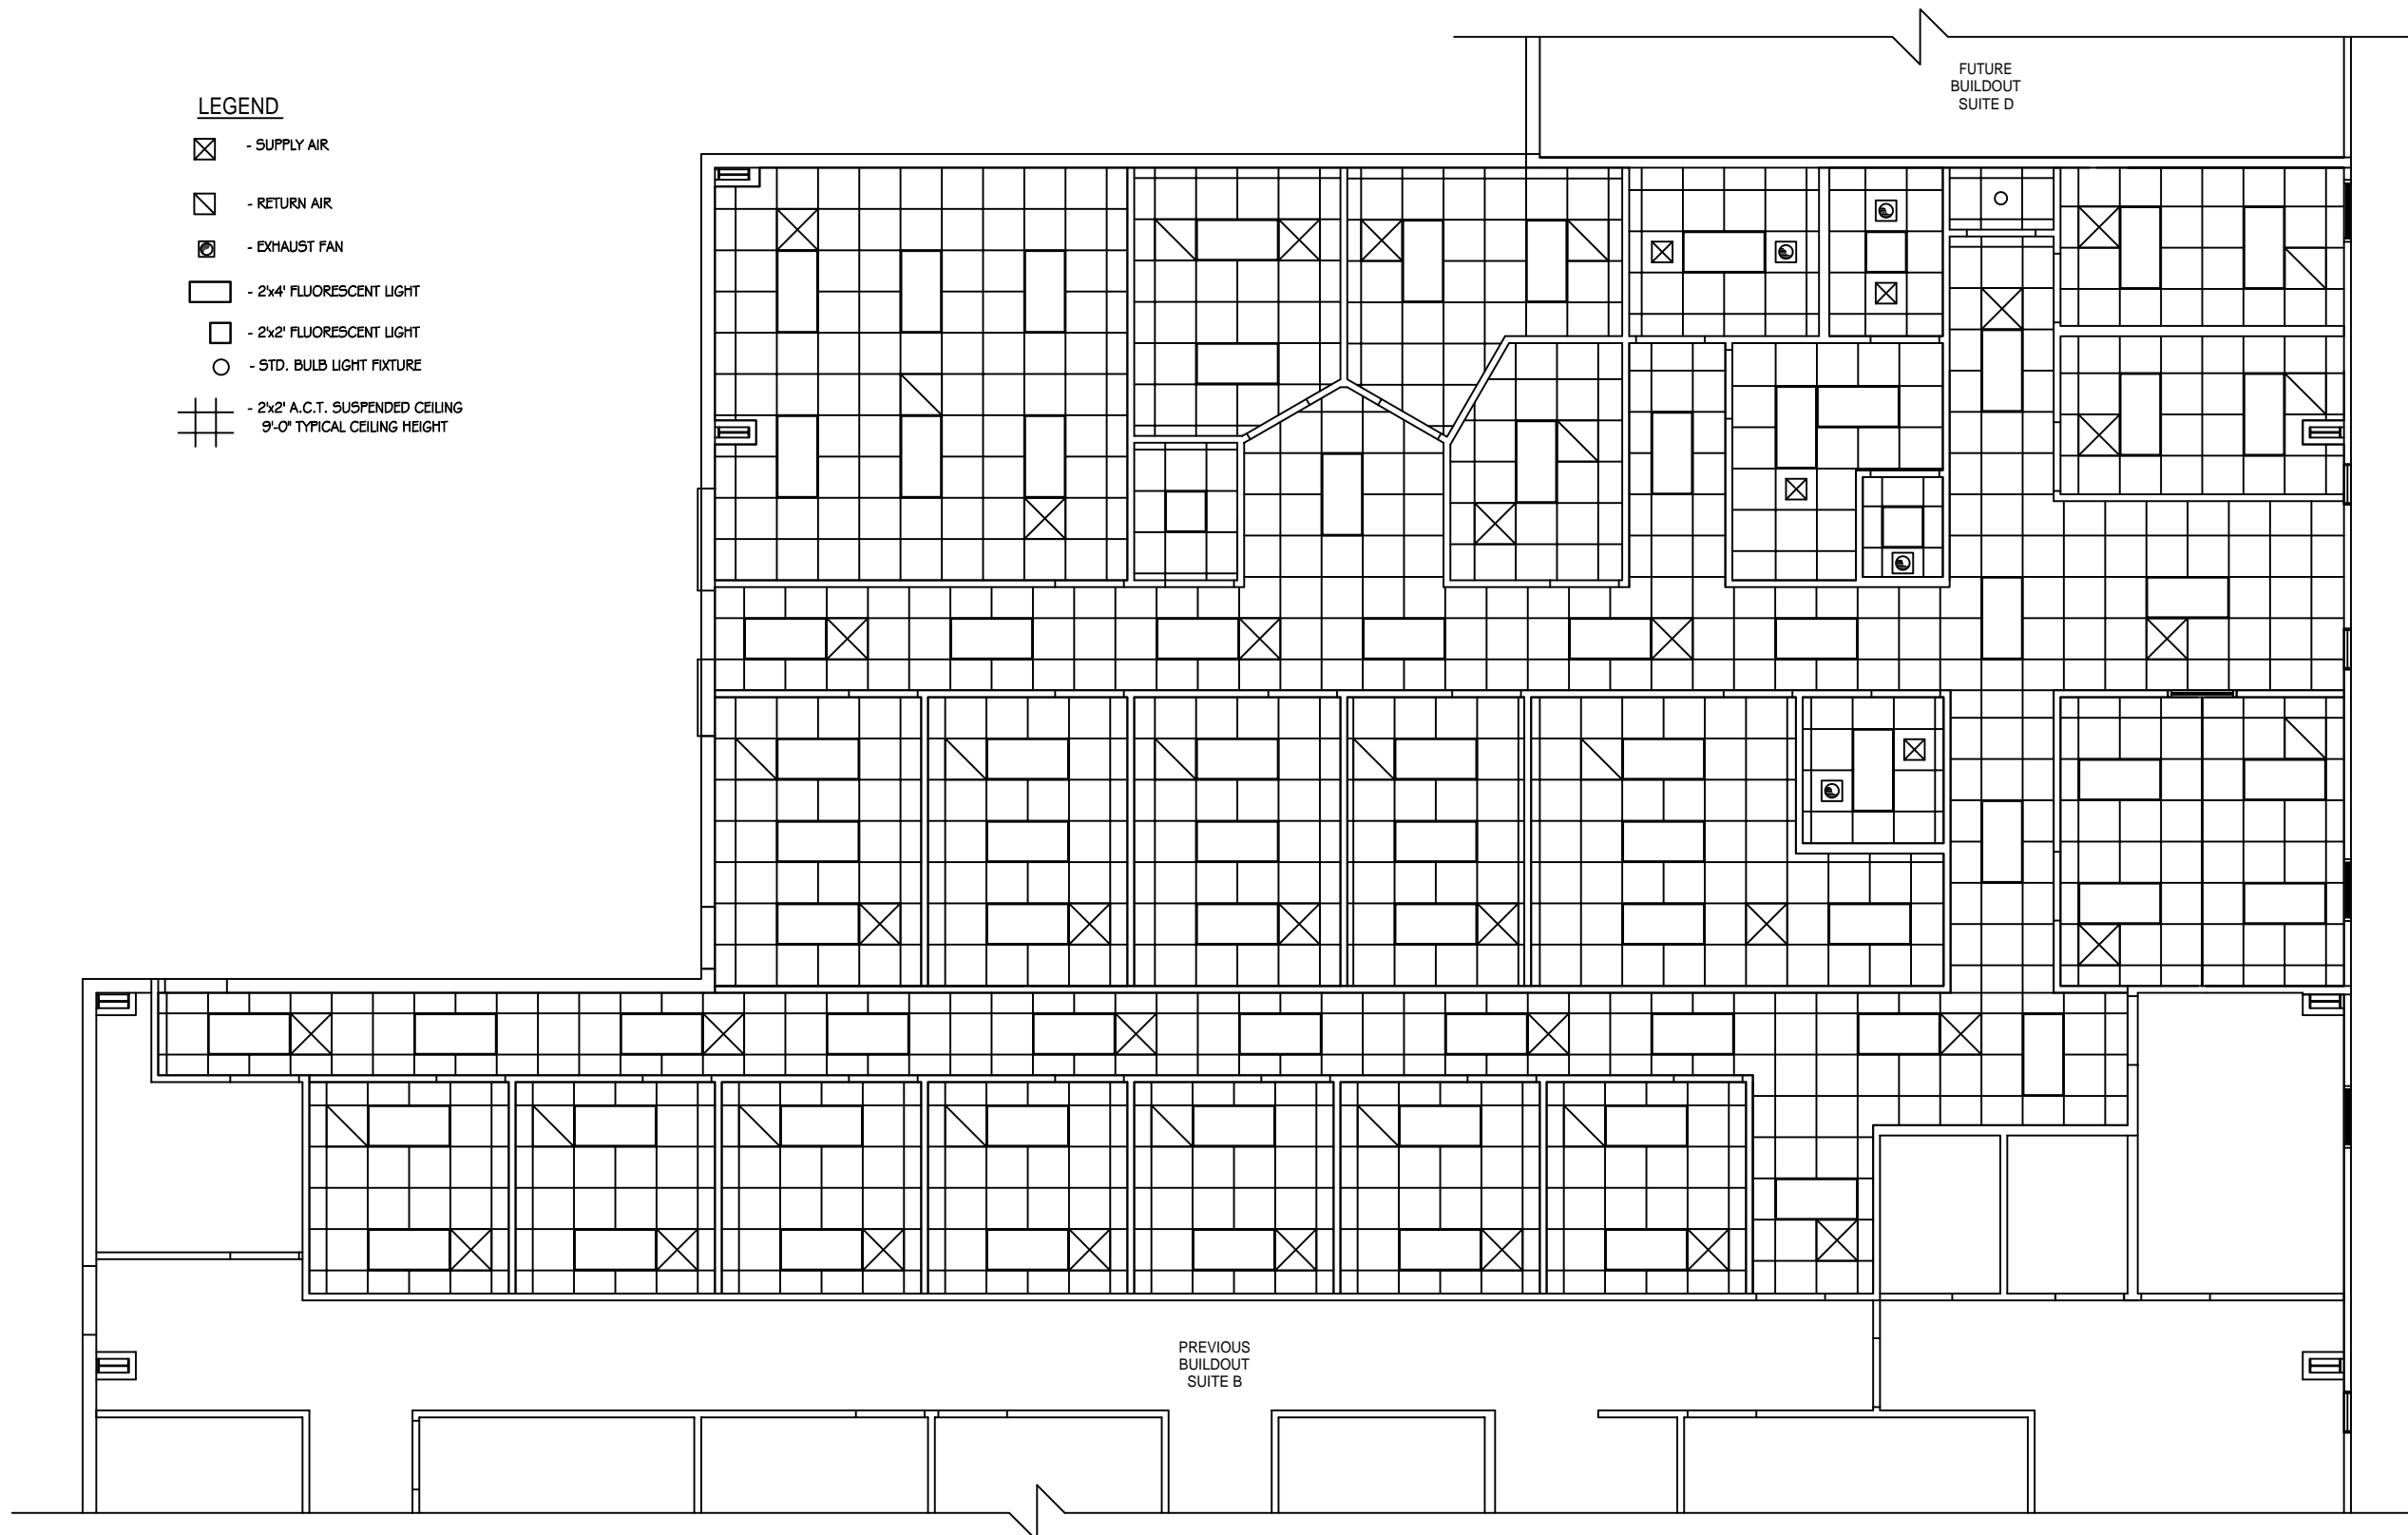 LEGEND
- SUPPLY AIR
- RETURN AIR
- EXHAUST FAN
- 2'x4' FLUORESCENT LIGHT
- 2'x2' FLUORESCENT LIGHT
- STD. BULB LIGHT FIXTURE
- 2'x2' A.C.T. SUSPENDED CEILING
9'-0" TYPICAL CEILING HEIGHT
FUTURE
BUILDOUT
SUITE D
PREVIOUS
BUILDOUT
SUITE B